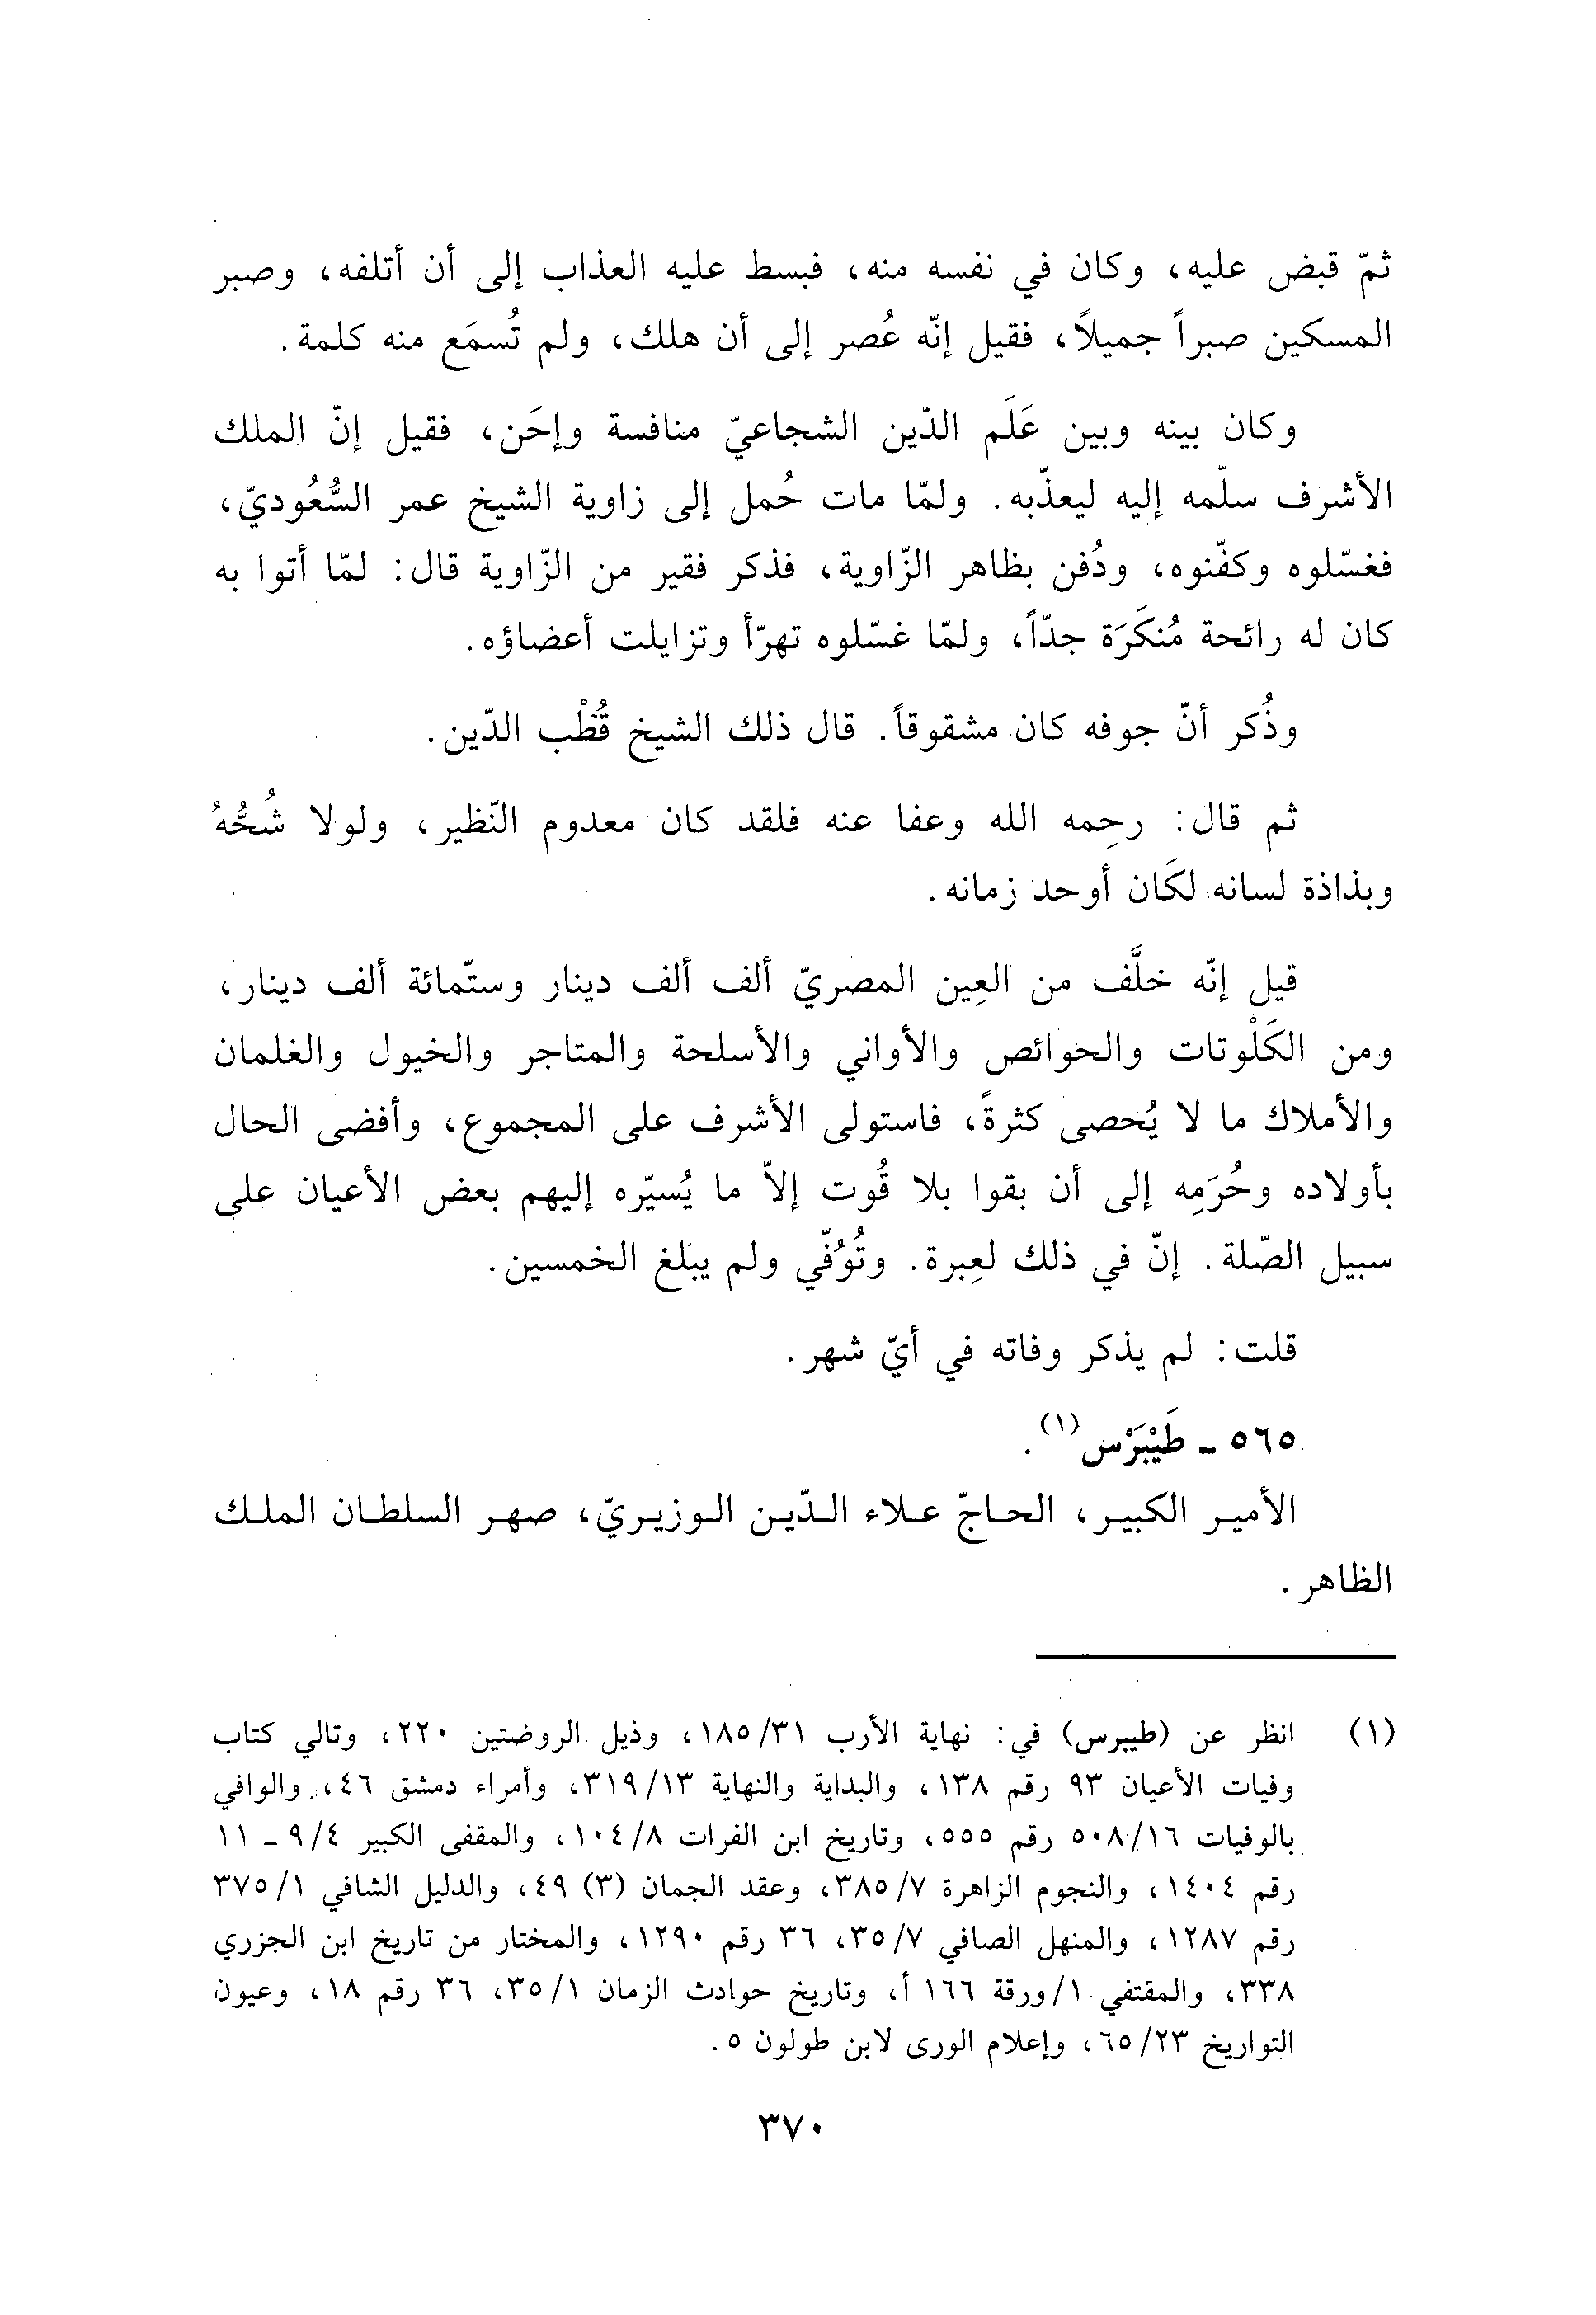 ثمّ قبض عليه، وكان في نفسه منه، فبسط عليه العذاب إلى أن أتلفه، وصبر
المسكين صبراً جميلاً، فقيل إنّه عُصر إلى أن هلك، ولم تُسمَع منه كلمة.
وكان بينه وبين عَلَم الدّين الشجاعيّ منافسة وإحَن، فقيل إنّ الملك
الأشرف سلّمه إليه ليعذّبه. ولمّا مات حُمل إلى زاوية الشيخ عمر السُّعُوديّ،
فغسّلوه وكفّنوه، ودُفن بظاهر الزّاوية، فذكر فقير من الزّاوية قال: لمّا أتوا به
كان له رائحة مُنكَرَة جدّاً، ولمّا غسّلوه تهرّأ وتزايلت أعضاؤه.
وذُكر أنّ جوفه كان مشقوقاً. قال ذلك الشيخ قُطْب الدّين.
ثم قال: رحِمه الله وعفا عنه فلقد كان معدوم النّظير، ولولا شُحُّهُ
وبذاذة لسانه لكَان أوحد زمانه.
قيل إنّه خلَّف من العِين المصريّ ألف ألف دينار وستّمائة ألف دينار،
ومن الكَلْوتات والحوائص والأواني والأسلحة والمتاجر والخيول والغلمان
والأملاك ما لا يُحصى كثرةً، فاستولى الأشرف على المجموع، وأفضى الحال
بأولاده وحُرَمِه إلى أن بقوا بلا قُوت إلاّ ما يُسيّره إليهم بعض الأعيان على
سبيل الصّلة. إنّ في ذلك لعِبرة. وتُوُفّي ولم يبلغ الخمسين.
قلت: لم يذكر وفاته في أيّ شهر.
٥٦٥ - طَيْبَرْس(١).
الأمير الكبير، الحاجّ علاء الدّين الوزيريّ، صهر السلطان الملك
الظاهر.
(١) انظر عن (طيبرس) في: نهاية الأرب ١٨٥/٣١، وذيل الروضتين ٢٢٠، وتالي كتاب
وفيات الأعيان ٩٣ رقم ١٣٨، والبداية والنهاية ٣١٩/١٣، وأمراء دمشق ٤٦، والوافي
بالوفيات ٥٠٨/١٦ رقم ٥٥٥، وتاريخ ابن الفرات ١٠٤/٨، والمقفى الكبير ٩/٤ - ١١
رقم ١٤٠٤، والنجوم الزاهرة ٣٨٥/٧، وعقد الجمان (٣) ٤٩، والدليل الشافي ٣٧٥/١
رقم ١٢٨٧، والمنهل الصافي ٣٥/٧، ٣٦ رقم ١٢٩٠، والمختار من تاريخ ابن الجزري
٣٣٨، والمقتفي ١/ورقة ١٦٦ أ، وتاريخ حوادث الزمان ٣٥/١، ٣٦ رقم ١٨، وعيون
التواريخ ٦٥/٢٣، وإعلام الورى لابن طولون ٥.
٣٧٠